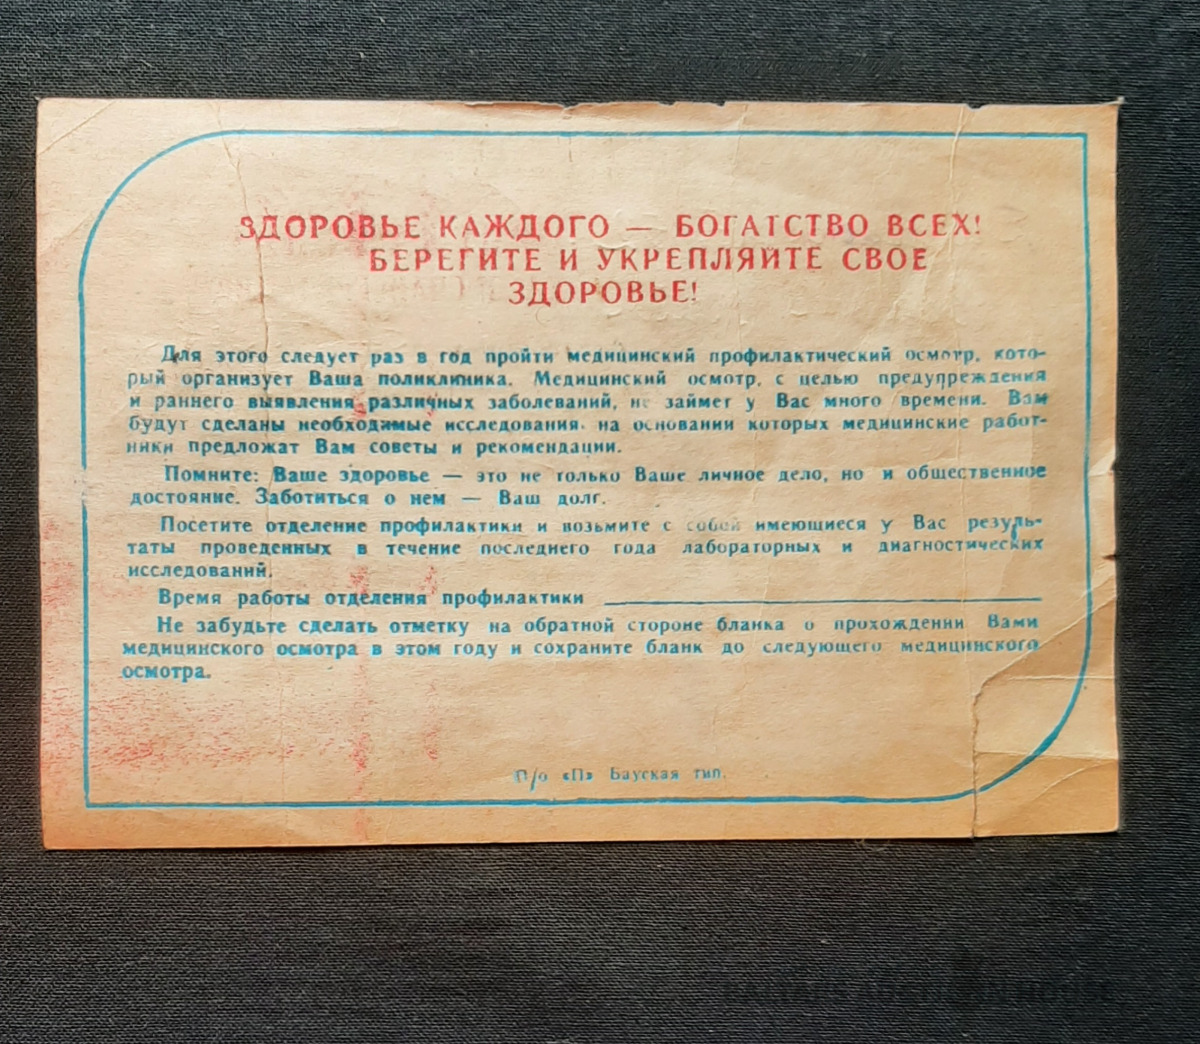 ЗДОРОВЬЕ КАЖДОГО — БОГАТСТВО ВСЕХ!
БЕРЕГИТЕ И УКРЕПЛЯЙТЕ СВОЕ
ЗДОРОВЬЕ!
Для этого следует раз в год пройти медицинский профилактический осмотр, кото-
рый организует Ваша поликлиника. Медицинский осмотр, с целью предупреждения
и раннего выявления различных заболеваний, не займет у Вас много времени. Вам
будут сделаны необходимые исследования, на основании которых медицинские работ-
ники предложат Вам советы и рекомендации.
Помните: Ваше здоровье — это не только Ваше личное дело, но и общественное
достояние. Заботиться о нем — Ваш долг.
Посетите отделение профилактики и возьмите с собой имеющиеся у Вас резуль-
таты проведенных в течение последнего года лабораторных и диагностических
исследований.
Время работы отделения профилактики
Не забудьте сделать отметку на обратной стороне бланка о прохождении Вами
медицинского осмотра в этом году и сохраните бланк до следующего медицинского
осмотра.
П/о «П» Бауская тип.